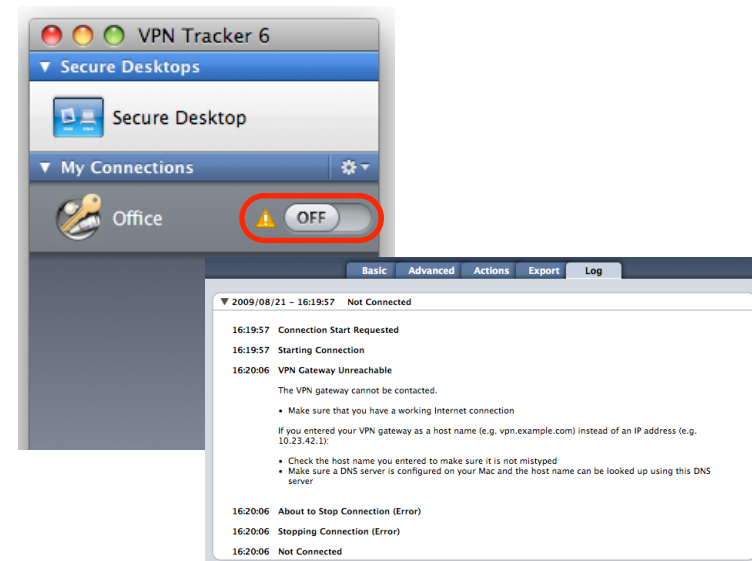 VPN Tracker 6
▼ Secure Desktops
Secure Desktop
▼ My Connections
Office
OFF
Basic Advanced Actions Export Log
▼ 2009/08/21 – 16:19:57 Not Connected
16:19:57 Connection Start Requested
16:19:57 Starting Connection
16:20:06 VPN Gateway Unreachable
The VPN gateway cannot be contacted.
• Make sure that you have a working Internet connection
If you entered your VPN gateway as a host name (e.g. vpn.example.com) instead of an IP address (e.g.
10.23.42.1):
• Check the host name you entered to make sure it is not mistyped
• Make sure a DNS server is configured on your Mac and the host name can be looked up using this DNS
server
16:20:06 About to Stop Connection (Error)
16:20:06 Stopping Connection (Error)
16:20:06 Not Connected